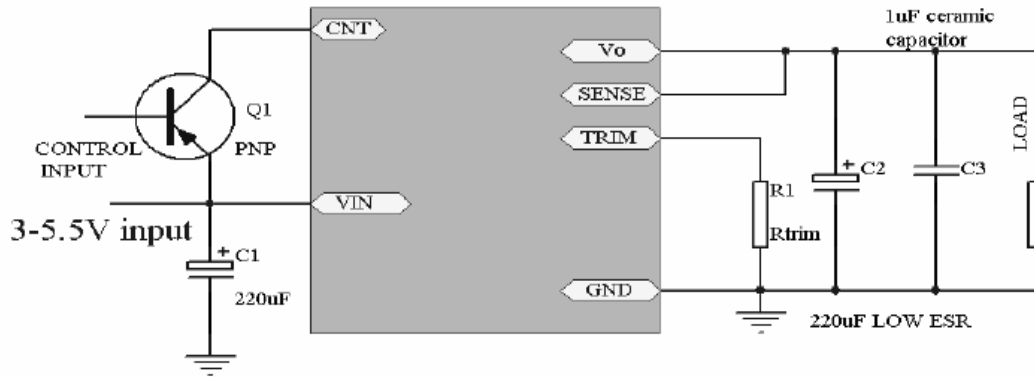 CNT
1uF ceramic
capacitor
Vo
Q1
SENSE
CONTROL
INPUT
PNP
TRIM
LOAD
R1
C2
C3
VIN
3-5.5V input
Rtrim
+
+
C1
220uF
GND
220uF LOW ESR